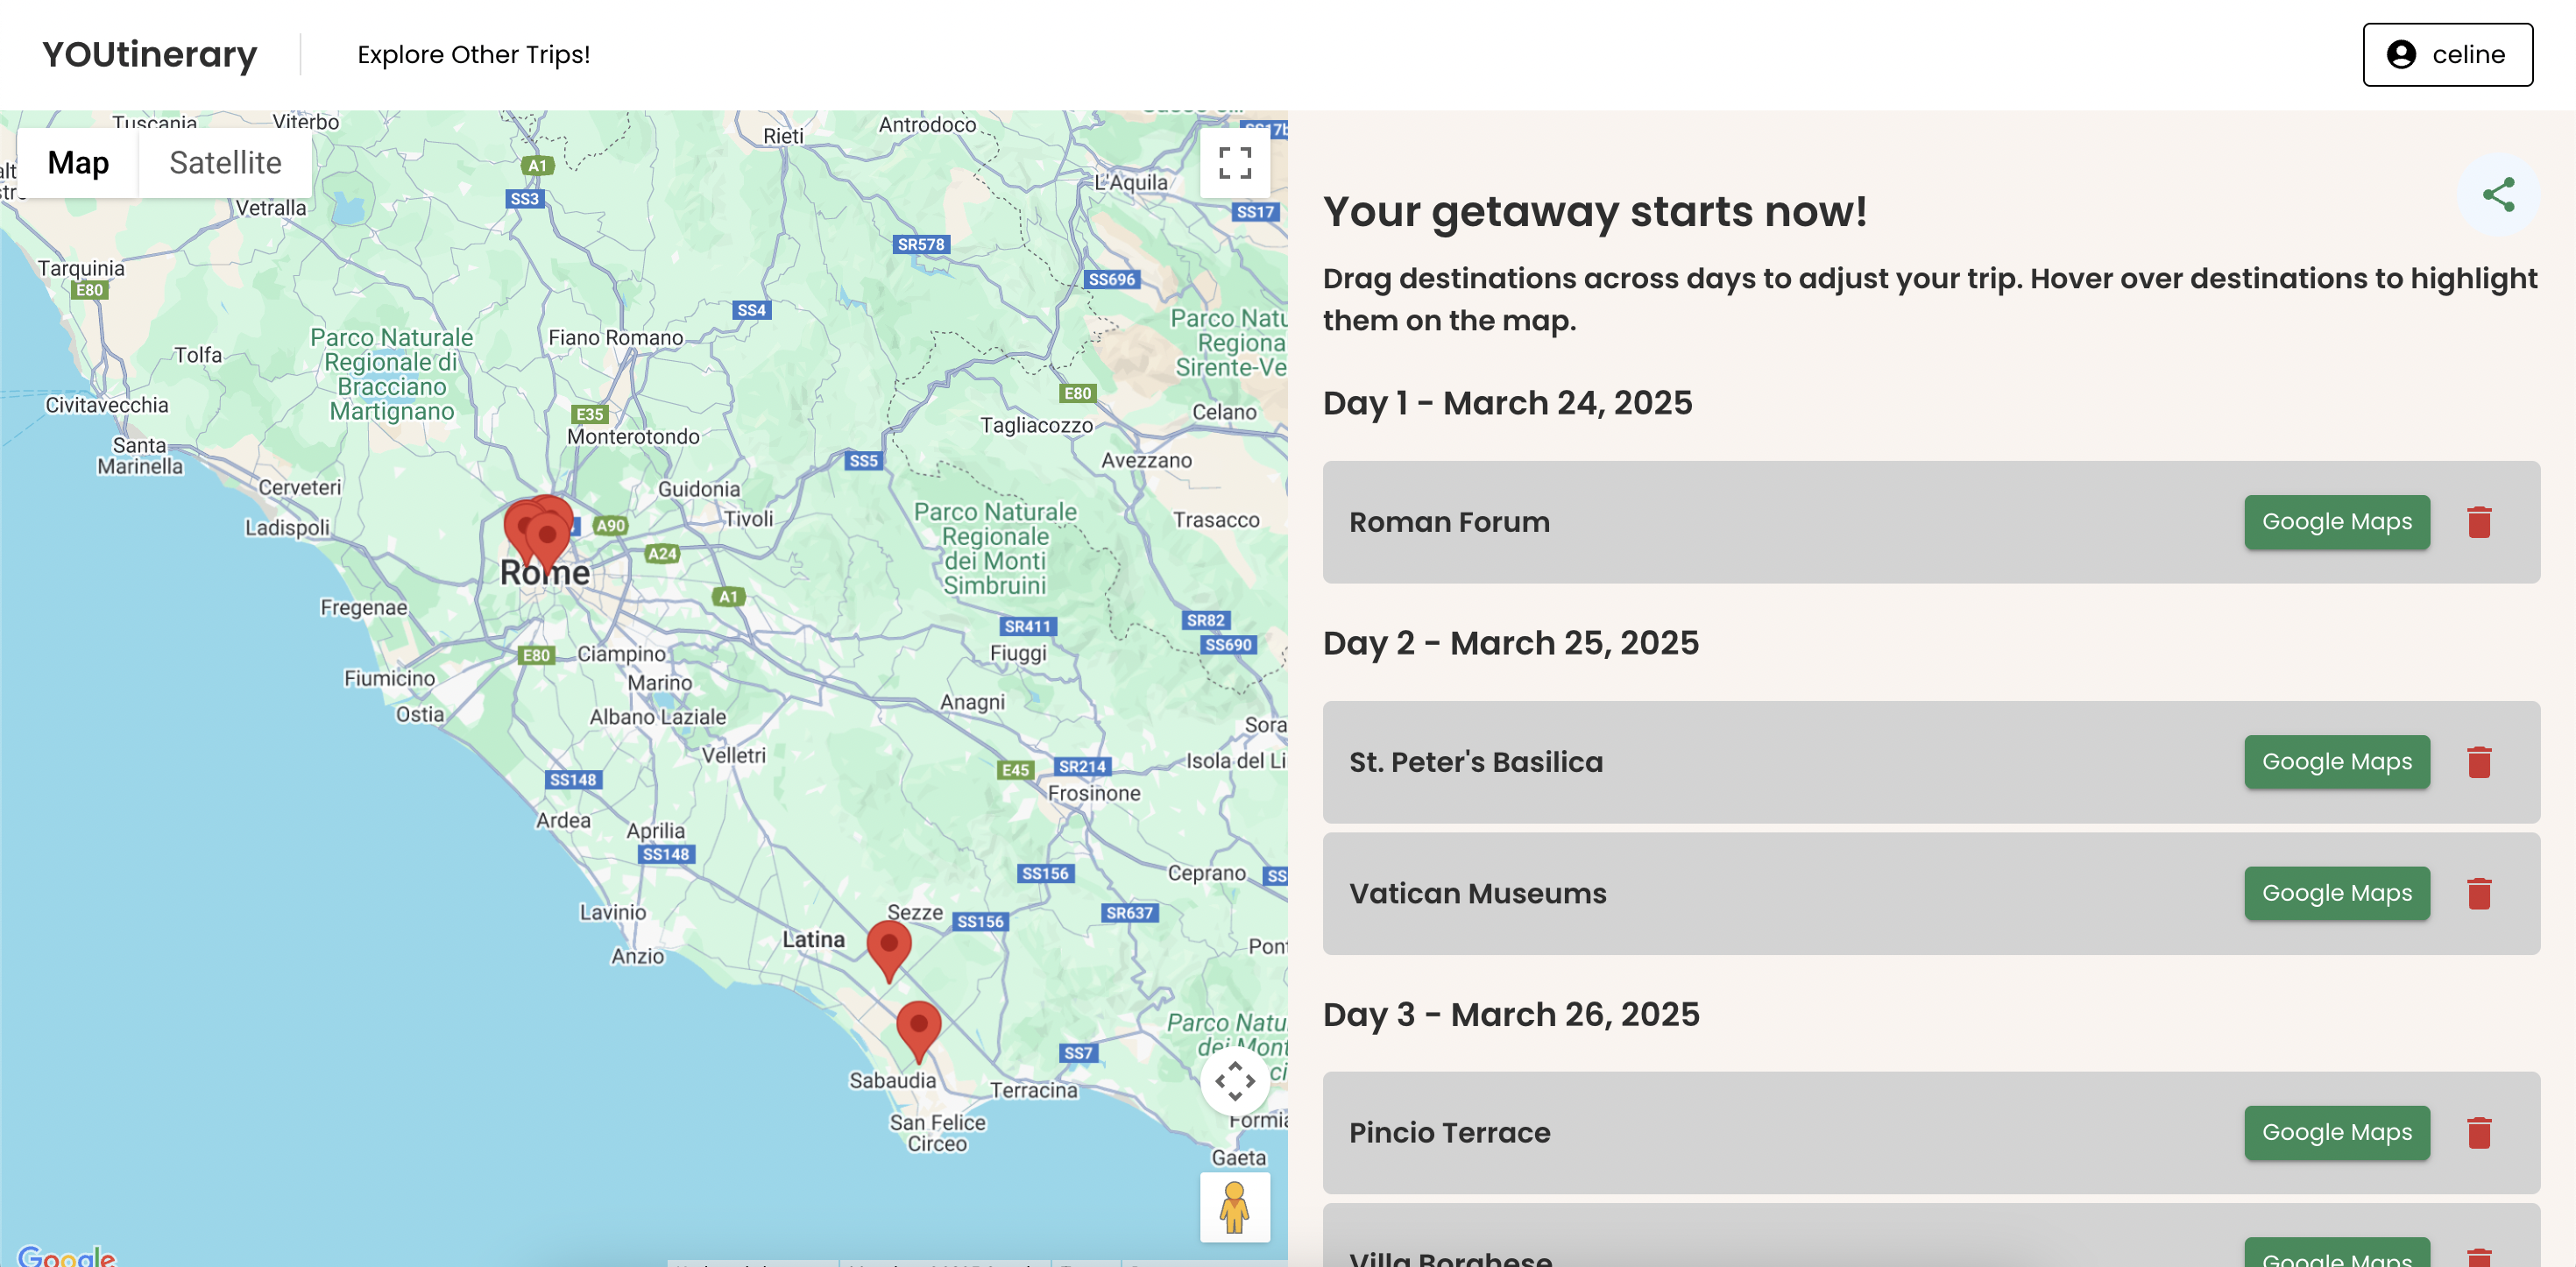 YOUtinerary
Explore Other Trips!
celine
Map
Satellite
Tuscania
Viterbo
Rieti
Antrodoco
A1
SS3
L'Aquila
SS17
Vetralla
SR578
Tarquinia
E80
SS696
SS4
Parco Naturale
Regionale di
Bracciano
Martignano
Fiano Romano
Tolfa
E80
Civitavecchia
E35
Celano
Monterotondo
Tagliacozzo
Santa
Marinella
SS5
Avezzano
Cerveteri
Guidonia
Ladispoli
A90
Tivoli
Parco Naturale
Regionale
dei Monti
Simbruini
Trasacco
A24
Rome
A1
Fregenae
SR411
SR82
SS690
E80
Ciampino
Fiuggi
Fiumicino
Marino
Anagni
Ostia
Albano Laziale
Sora
Velletri
Isola del Li
SS148
E45
SR214
Frosinone
Ardea
Aprilia
SS148
SS156
Ceprano
SS
Lavinio
Sezze
SS156
SR637
Latina
Anzio
Pont
Parco Natu
dei Mont
SS7
Sabaudia
Terracina
San Felice
Circeo
Formia
Gaeta
Google
Your getaway starts now!
Drag destinations across days to adjust your trip. Hover over destinations to highlight
them on the map.
Day 1 - March 24, 2025
Roman Forum
Google Maps
Day 2 - March 25, 2025
St. Peter's Basilica
Google Maps
Vatican Museums
Google Maps
Day 3 - March 26, 2025
Pincio Terrace
Google Maps
Villa Borghese
Google Maps